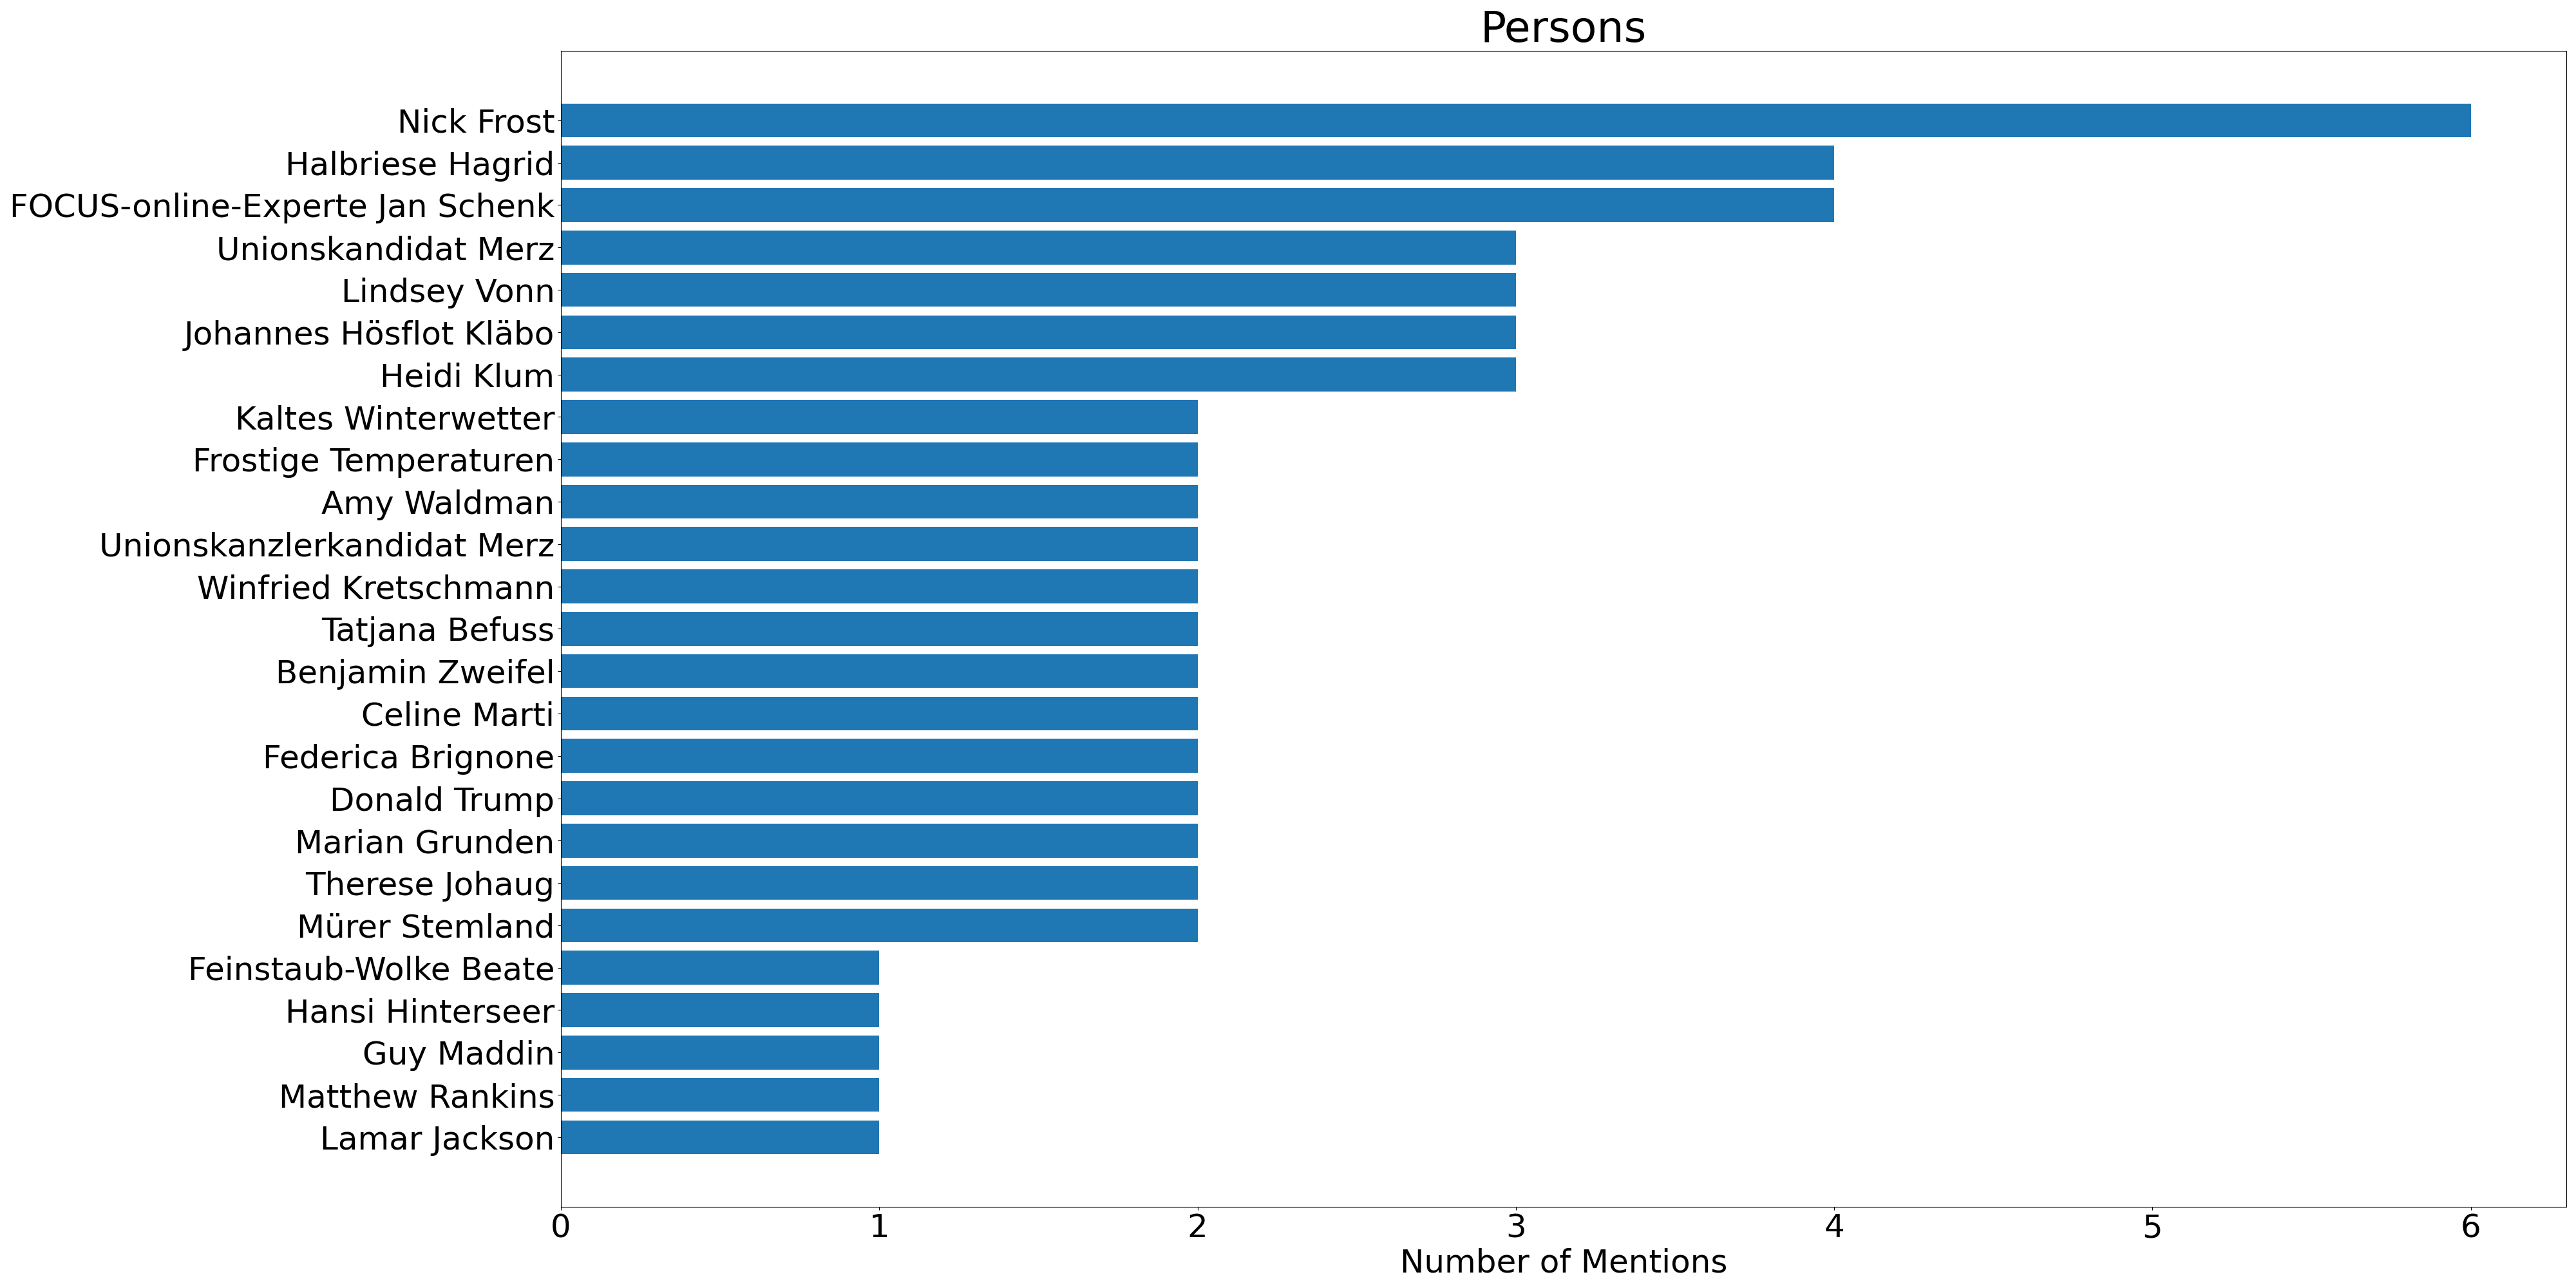 Persons
Nick Frost
Halbriese Hagrid
FOCUS-online-Experte Jan Schenk
Unionskandidat Merz
Lindsey Vonn
Johannes Hösflot Kläbo
Heidi Klum
Kaltes Winterwetter
Frostige Temperaturen
Amy Waldman
Unionskanzlerkandidat Merz
Winfried Kretschmann
Tatjana Befuss
Benjamin Zweifel
Celine Marti
Federica Brignone
Donald Trump
Marian Grunden
Therese Johaug
Mürer Stemland
Feinstaub-Wolke Beate
Hansi Hinterseer
Guy Maddin
Matthew Rankins
Lamar Jackson
0 1 2 3 4 5 6
Number of Mentions